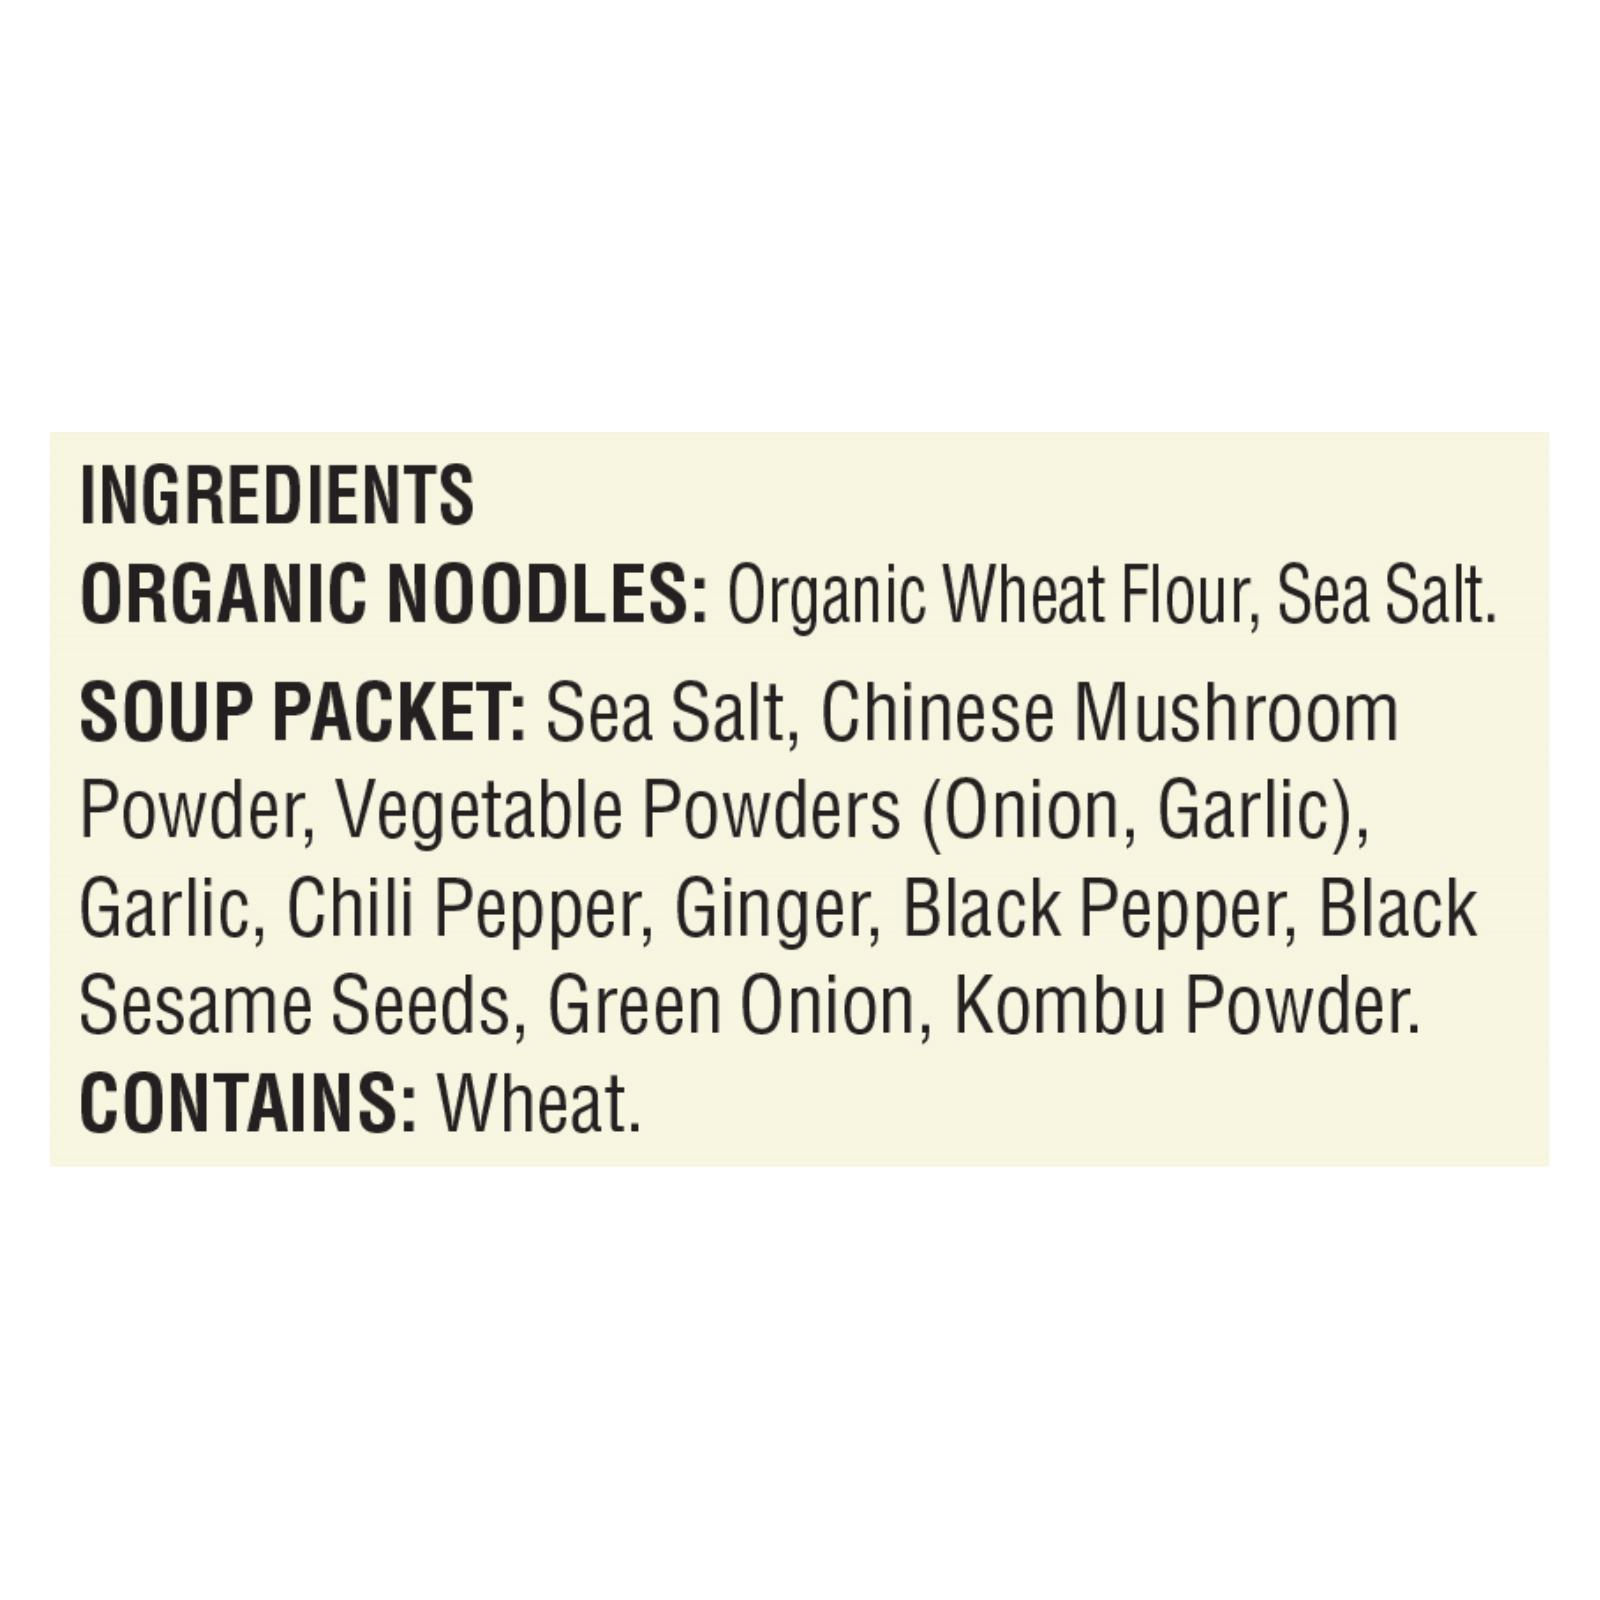 INGREDIENTS
ORGANIC NOODLES: Organic Wheat Flour, Sea Salt.
SOUP PACKET: Sea Salt, Chinese Mushroom
Powder, Vegetable Powders (Onion, Garlic),
Garlic, Chili Pepper, Ginger, Black Pepper, Black
Sesame Seeds, Green Onion, Kombu Powder.
CONTAINS: Wheat.